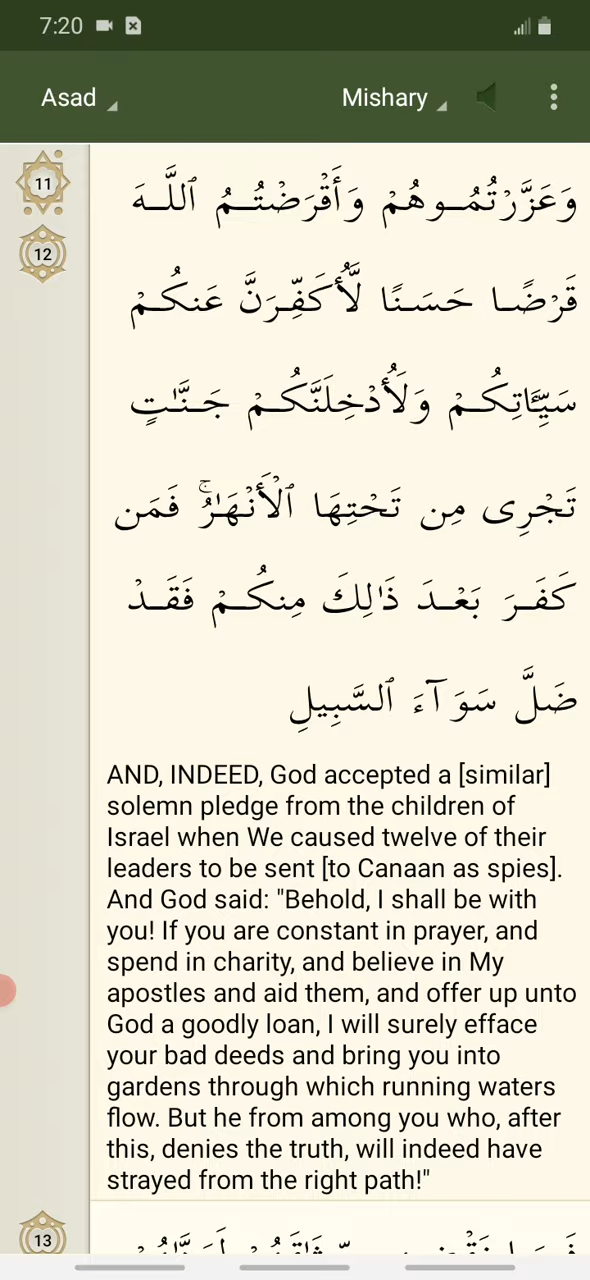 7:20
Asad
Mishary
11
12
وَعَزَّرْتُمُوهُمْ وَأَقْرَضْتُمُ ٱللَّهَ
قَرْضًا حَسَنًا لَّأُكَفِّرَنَّ عَنكُمْ
سَيِّـَٔاتِكُمْ وَلَأُدْخِلَنَّكُمْ جَنَّـٰتٍ
تَجْرِى مِن تَحْتِهَا ٱلْأَنْهَـٰرُ ۚ فَمَن
كَفَرَ بَعْدَ ذَٰلِكَ مِنكُمْ فَقَدْ
ضَلَّ سَوَآءَ ٱلسَّبِيلِ
AND, INDEED, God accepted a [similar]
solemn pledge from the children of
Israel when We caused twelve of their
leaders to be sent [to Canaan as spies].
And God said: "Behold, I shall be with
you! If you are constant in prayer, and
spend in charity, and believe in My
apostles and aid them, and offer up unto
God a goodly loan, I will surely efface
your bad deeds and bring you into
gardens through which running waters
flow. But he from among you who, after
this, denies the truth, will indeed have
strayed from the right path!"
13